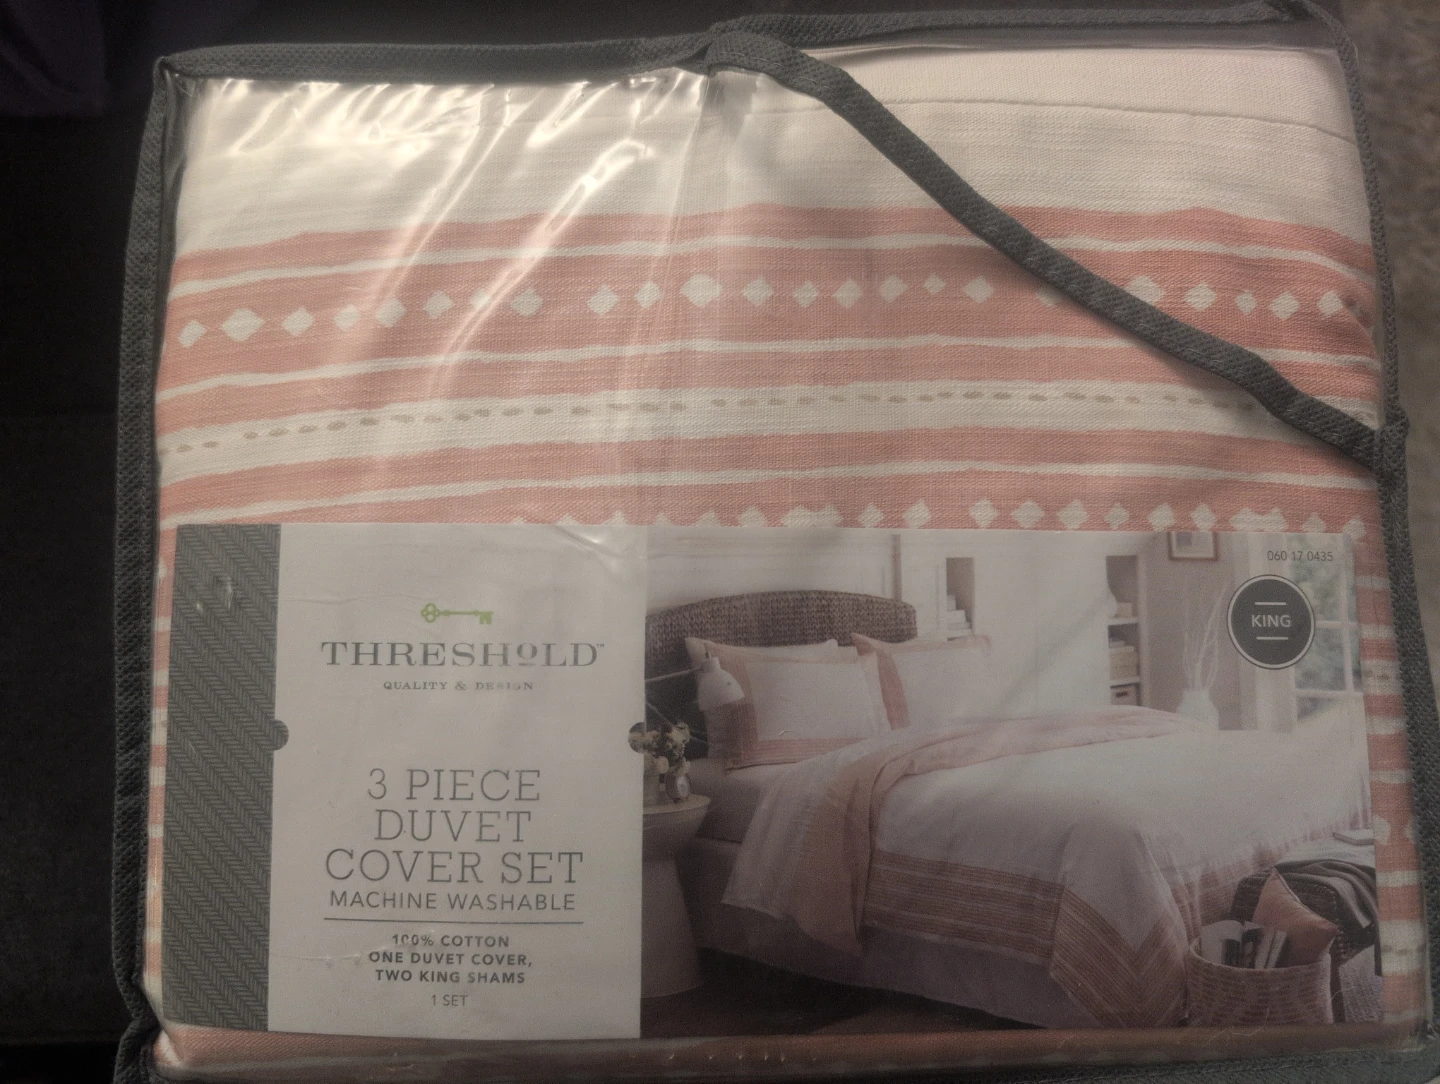 060 17 0435
KING
THRESHOLD™
QUALITY & DESIGN
3 PIECE
DUVET
COVER SET
MACHINE WASHABLE
100% COTTON
ONE DUVET COVER,
TWO KING SHAMS
1 SET